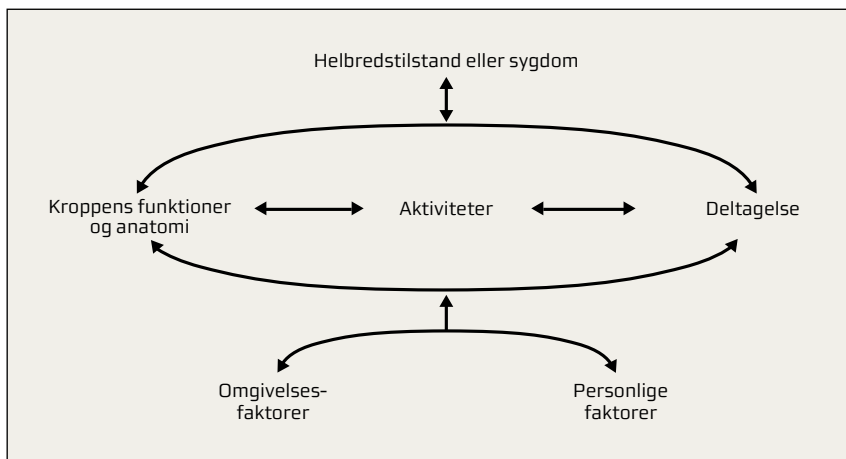 Helbredstilstand eller sygdom
Kroppens funktioner
og anatomi
Aktiviteter
Deltagelse
Omgivelses-
faktorer
Personlige
faktorer